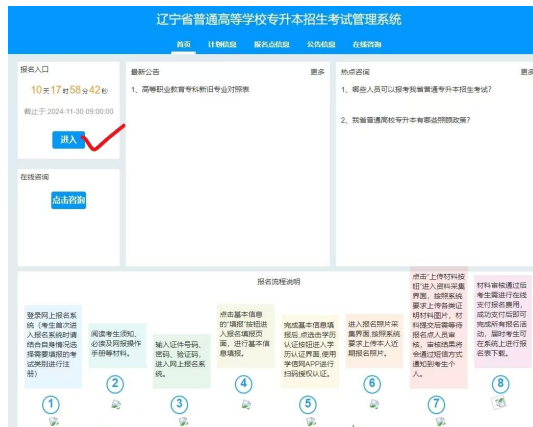 辽宁省普通高等学校专升本招生考试管理系统
首页 计划信息 报名点信息 公告信息 在线咨询
报名入口
10天17时58分42秒
截止于:2024-11-30 09:00:00
进入
在线咨询
点击咨询
最新公告 更多
1、高等职业教育专科新旧专业对照表
热点咨询 更多
1、哪些人员可以报考我省普通专升本招生考试?
2、我省普通高校专升本有哪些照顾政策?
报名流程说明
登录网上报名系
统（考生首次进
入报名系统时请
结合自身情况选
择需要填报的考
试类别进行注
册）
1
阅读考生须知、
必读及网报操作
手册等材料。
2
输入证件号码、
密码、验证码，
进入网上报名系
统。
3
点击基本信息
的“填报”按钮进
入报名填报页
面，进行基本信
息填报。
4
完成基本信息填
报后,点选击学历
认证按钮进入学
历认证界面,使用
学信网APP进行
扫码授权认证。
5
进入报名照片采
集界面,按照系统
要求上传本人近
期报名照片。
6
点击“上传材料按
钮”进入资料采集
界面，按照系统
要求上传各类证
明材料图片，材
料提交后需等待
报名点人员审
核，审核结果将
会通过短信方式
通知到考生个
人。
7
材料审核通过后
考生需进行在线
支付报名费用，
成功支付后即可
完成所有报名活
动，届时考生可
在系统上进行报
名表下载。
8